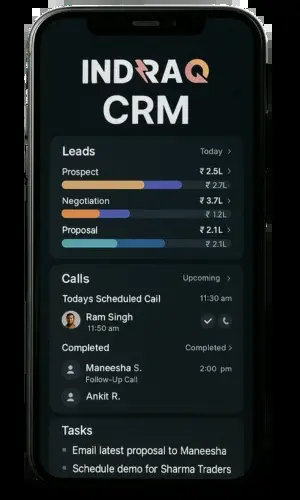 INDRAQ
CRM
Leads Today >
Prospect ₹ 2.5L >
₹ 2.7L
Negotiation ₹ 3.7L >
₹ 1.2L
Proposal ₹ 2.1L >
₹ 2.1L
Calls Upcoming >
Todays Scheduled Call 11:30 am
Ram Singh
11:50 am
Completed Completed >
Maneesha S. 2:00 pm
Follow-Up Call
Ankit R.
Tasks
Email latest proposal to Maneesha
Schedule demo for Sharma Traders